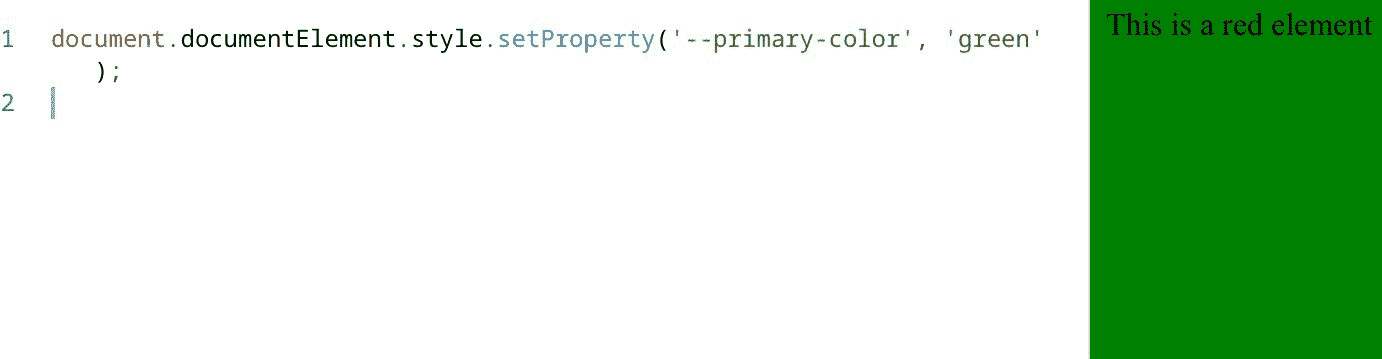 1 document.documentElement.style.setProperty('--primary-color', 'green'
);
2
This is a red element